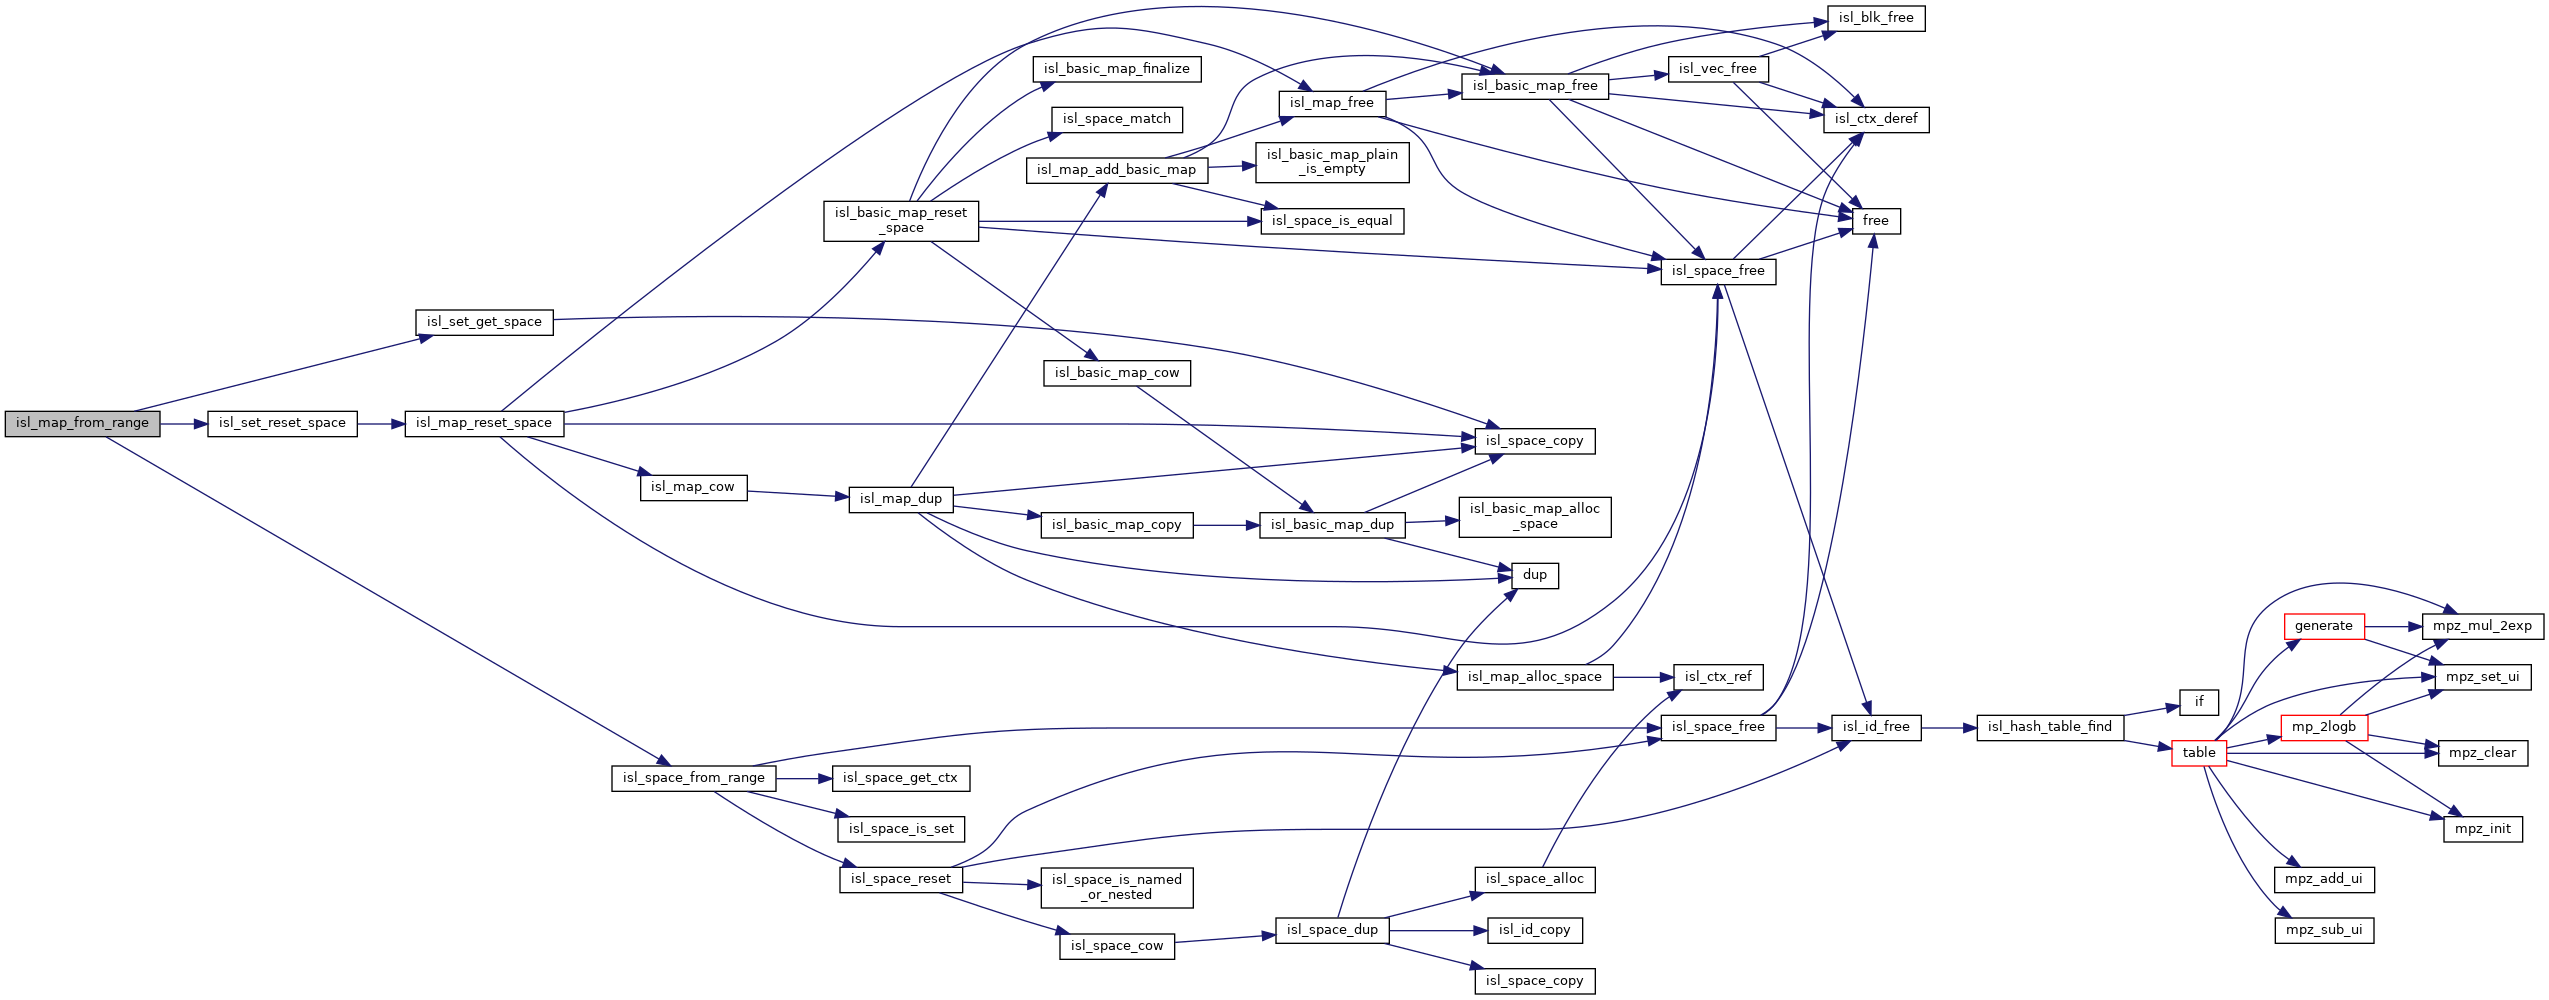 isl_map_from_range
isl_set_get_space
isl_set_reset_space
isl_map_reset_space
isl_space_from_range
isl_map_cow
isl_basic_map_reset
_space
isl_map_dup
isl_space_get_ctx
isl_space_is_set
isl_space_reset
isl_basic_map_finalize
isl_space_match
isl_map_add_basic_map
isl_basic_map_cow
isl_basic_map_copy
isl_space_is_named
_or_nested
isl_space_cow
isl_map_free
isl_basic_map_plain
_is_empty
isl_space_is_equal
isl_basic_map_dup
isl_space_dup
isl_basic_map_free
isl_space_copy
isl_basic_map_alloc
_space
dup
isl_map_alloc_space
isl_space_alloc
isl_id_copy
isl_space_copy
isl_vec_free
isl_space_free
isl_ctx_ref
isl_space_free
isl_blk_free
isl_ctx_deref
free
isl_id_free
isl_hash_table_find
if
table
generate
mp_2logb
mpz_add_ui
mpz_sub_ui
mpz_mul_2exp
mpz_set_ui
mpz_clear
mpz_init